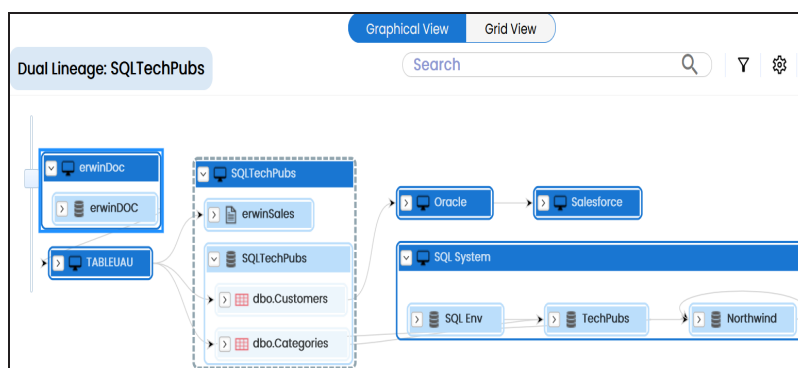 Graphical View
Grid View
Dual Lineage: SQLTechPubs
Search
erwinDoc
erwinDOC
TABLEUAU
SQLTechPubs
erwinSales
SQLTechPubs
dbo.Customers
dbo.Categories
Oracle
Salesforce
SQL System
SQL Env
TechPubs
Northwind